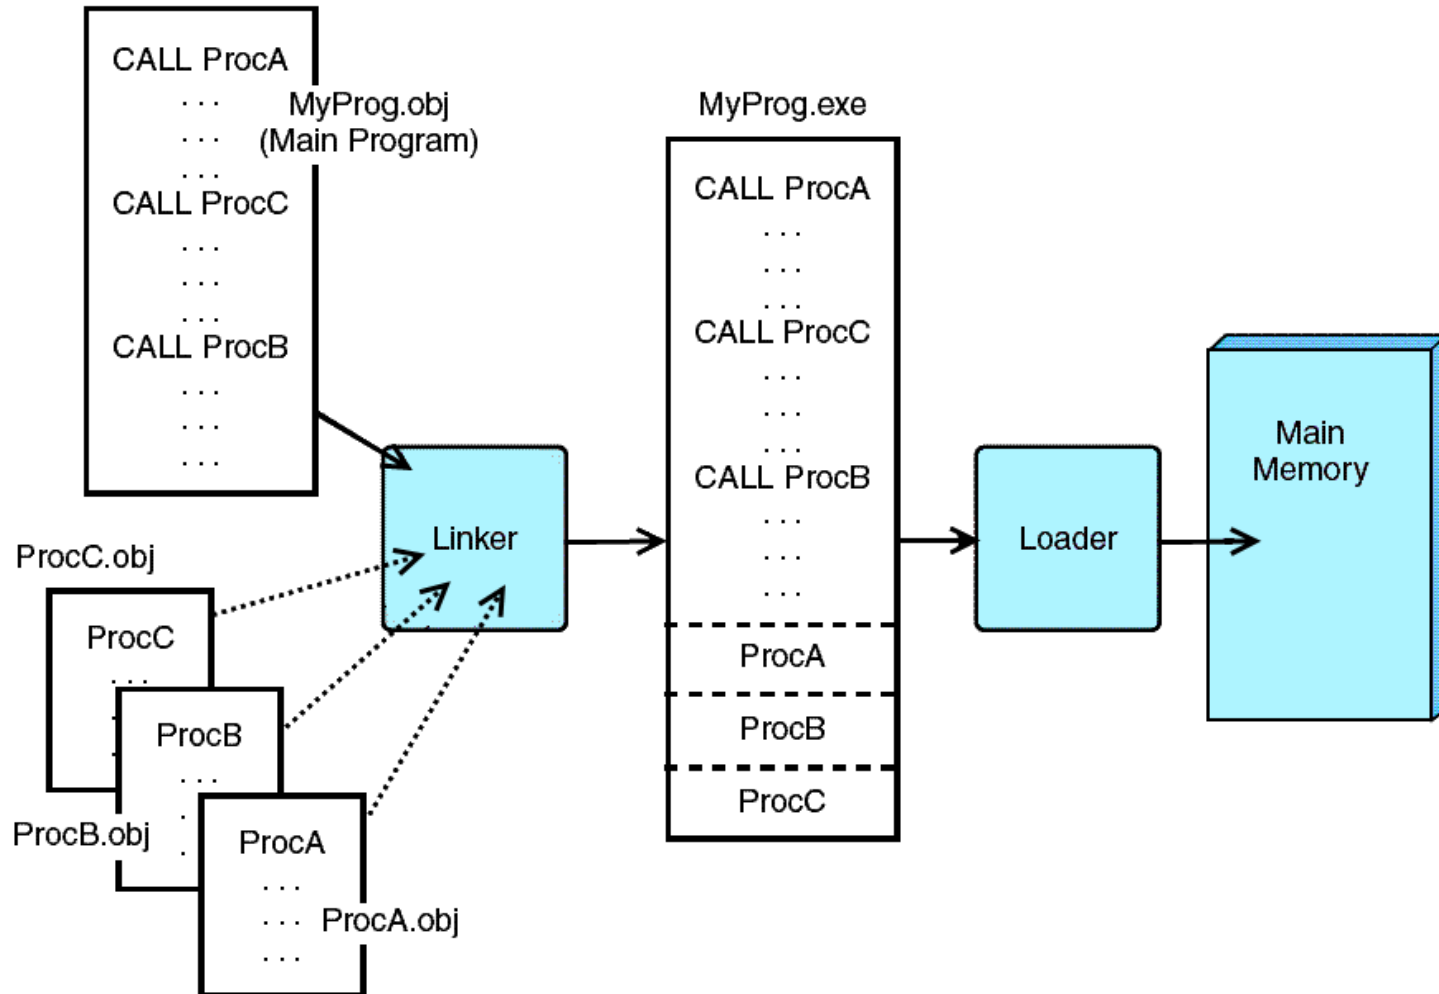 CALL ProcA
. . .
. . .
. . .
CALL ProcC
. . .
. . .
. . .
CALL ProcB
. . .
. . .
. . .
MyProg.obj
(Main Program)
ProcC.obj
ProcC
. . .
ProcB
. . .
ProcB.obj
ProcA
. . .
. . .
. . .
ProcA.obj
Linker
MyProg.exe
CALL ProcA
. . .
. . .
. . .
CALL ProcC
. . .
. . .
. . .
CALL ProcB
. . .
. . .
. . .
ProcA
ProcB
ProcC
Loader
Main
Memory